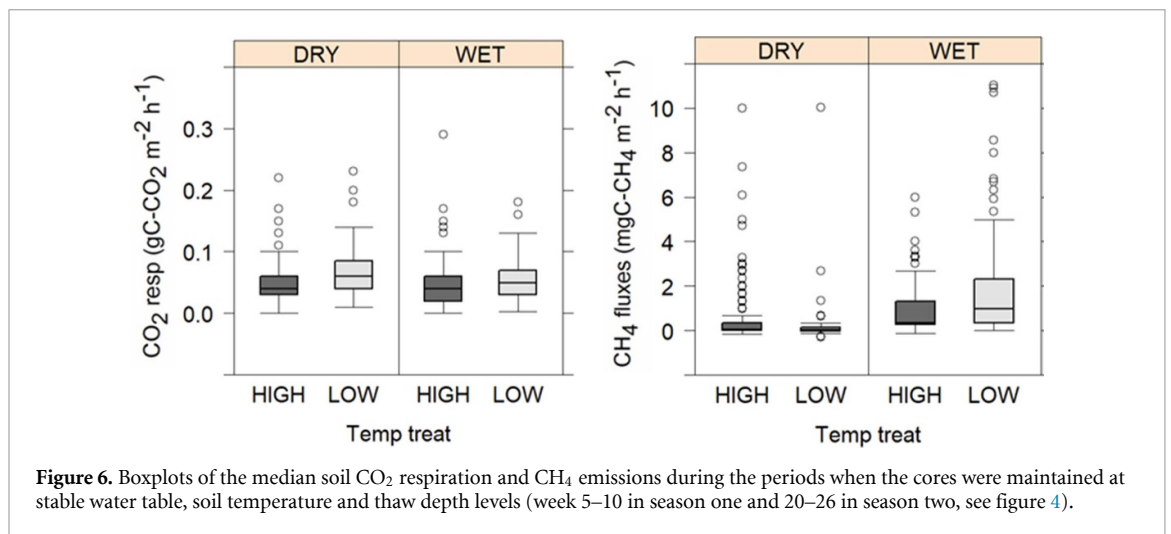 DRY WET
CO2 resp (gC-CO2 m-2 h-1)
0.3
0.2
0.1
0.0
HIGH LOW HIGH LOW
Temp treat
DRY WET
CH4 fluxes (mgC-CH4 m-2 h-1)
10
8
6
4
2
0
HIGH LOW HIGH LOW
Temp treat
Figure 6. Boxplots of the median soil CO2 respiration and CH4 emissions during the periods when the cores were maintained at
stable water table, soil temperature and thaw depth levels (week 5–10 in season one and 20–26 in season two, see figure 4).